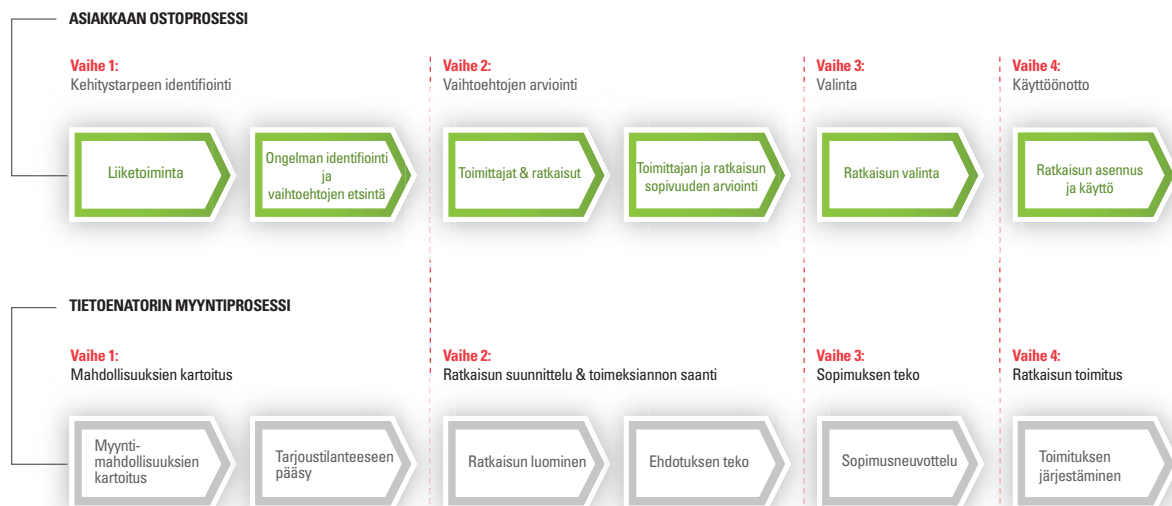 ASIAKKAAN OSTOPROSESSI
Vaihe 1:
Kehitystarpeen identifiointi
Vaihe 2:
Vaihtoehtojen arviointi
Vaihe 3:
Valinta
Vaihe 4:
Käyttöönotto
Liiketoiminta
Ongelman identifiointi
ja
vaihtoehtojen etsintä
Toimittajat & ratkaisut
Toimittajan ja ratkaisun
sopivuuden arviointi
Ratkaisun valinta
Ratkaisun asennus
ja käyttö
TIETOENATORIN MYYNTIPROSESSI
Vaihe 1:
Mahdollisuuksien kartoitus
Vaihe 2:
Ratkaisun suunnittelu & toimeksiannon saanti
Vaihe 3:
Sopimuksen teko
Vaihe 4:
Ratkaisun toimitus
Myynti-
mahdollisuuksien
kartoitus
Tarjoustilanteeseen
pääsy
Ratkaisun luominen
Ehdotuksen teko
Sopimusneuvottelu
Toimituksen
järjestäminen